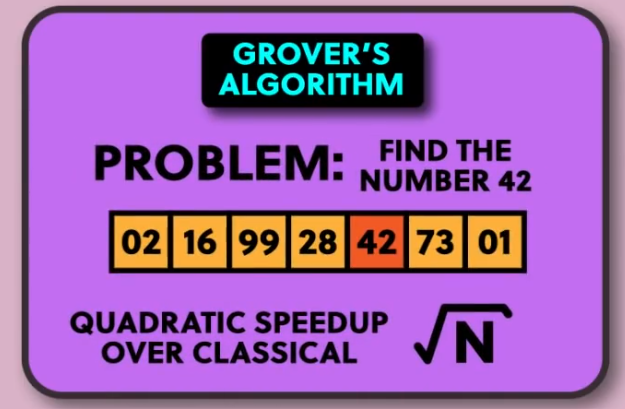 GROVER'S
ALGORITHM
PROBLEM: FIND THE
NUMBER 42
02 16 99 28 42 73 01
QUADRATIC SPEEDUP
OVER CLASSICAL √N